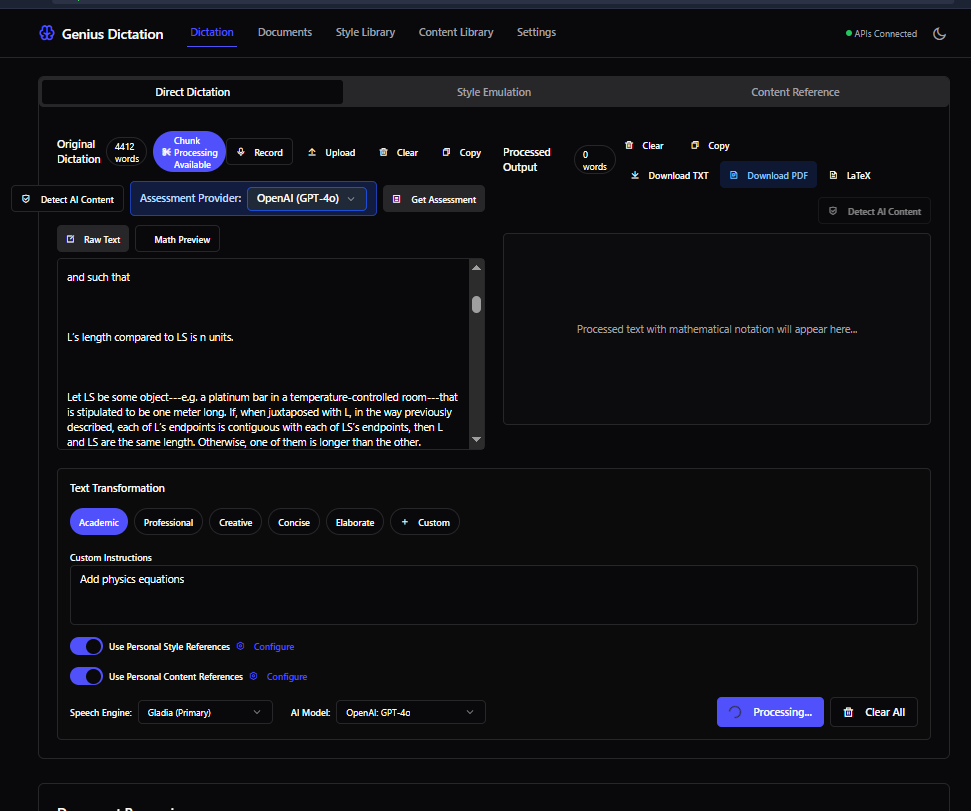 Genius Dictation
Dictation
Documents
Style Library
Content Library
Settings
APIs Connected
Direct Dictation
Style Emulation
Content Reference
Original
Dictation
4412
words
Chunk
Processing
Available
Record
Upload
Clear
Copy
Detect AI Content
Assessment Provider:
OpenAI (GPT-4o)
Get Assessment
Raw Text
Math Preview
and such that
L's length compared to LS is n units.
Let LS be some object---e.g. a platinum bar in a temperature-controlled room---that
is stipulated to be one meter long. If, when juxtaposed with L, in the way previously
described, each of L's endpoints is contiguous with each of LS's endpoints, then L
and LS are the same length. Otherwise, one of them is longer than the other.
Processed
Output
0
words
Clear
Copy
Download TXT
Download PDF
LaTeX
Detect AI Content
Processed text with mathematical notation will appear here...
Text Transformation
Academic
Professional
Creative
Concise
Elaborate
+ Custom
Custom Instructions
Add physics equations
Use Personal Style References
Configure
Use Personal Content References
Configure
Speech Engine:
Gladia (Primary)
AI Model:
OpenAI: GPT-4o
Processing...
Clear All